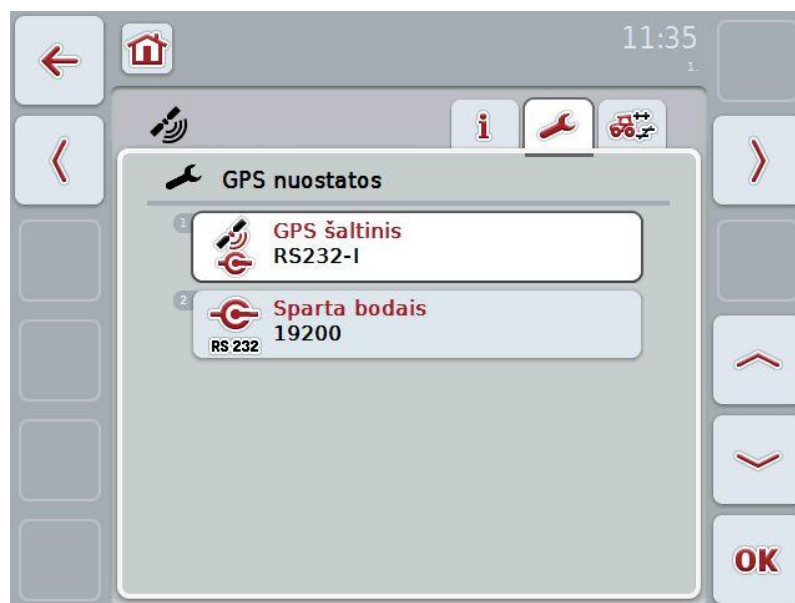 11:35
1.
i
GPS nuostatos
1
GPS šaltinis
RS232-I
2
Sparta bodais
19200
RS 232
OK